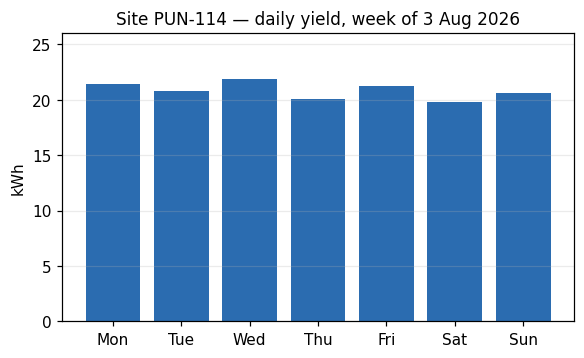 Site PUN-114 — daily yield, week of 3 Aug 2026
25
20
15
10
5
0
kWh
Mon Tue Wed Thu Fri Sat Sun